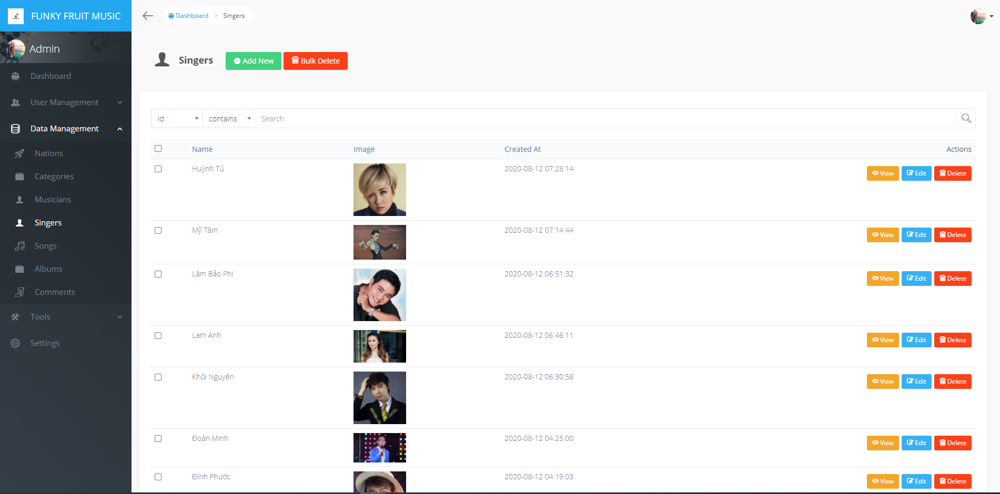 FUNKY FRUIT MUSIC
Dashboard > Singers
Admin
Dashboard
User Management
Data Management
Nations
Categories
Musicians
Singers
Songs
Albums
Comments
Tools
Settings
Singers Add New Bulk Delete
Id contains Search
Name Image Created At Actions
Huỳnh Tú 2020-08-12 07:28:14 View Edit Delete
Mỹ Tâm 2020-08-12 07:14:44 View Edit Delete
Lâm Bảo Phi 2020-08-12 06:51:32 View Edit Delete
Lam Anh 2020-08-12 06:46:11 View Edit Delete
Khôi Nguyên 2020-08-12 06:30:58 View Edit Delete
Đoàn Minh 2020-08-12 04:25:00 View Edit Delete
Đình Phước 2020-08-12 04:19:03 View Edit Delete